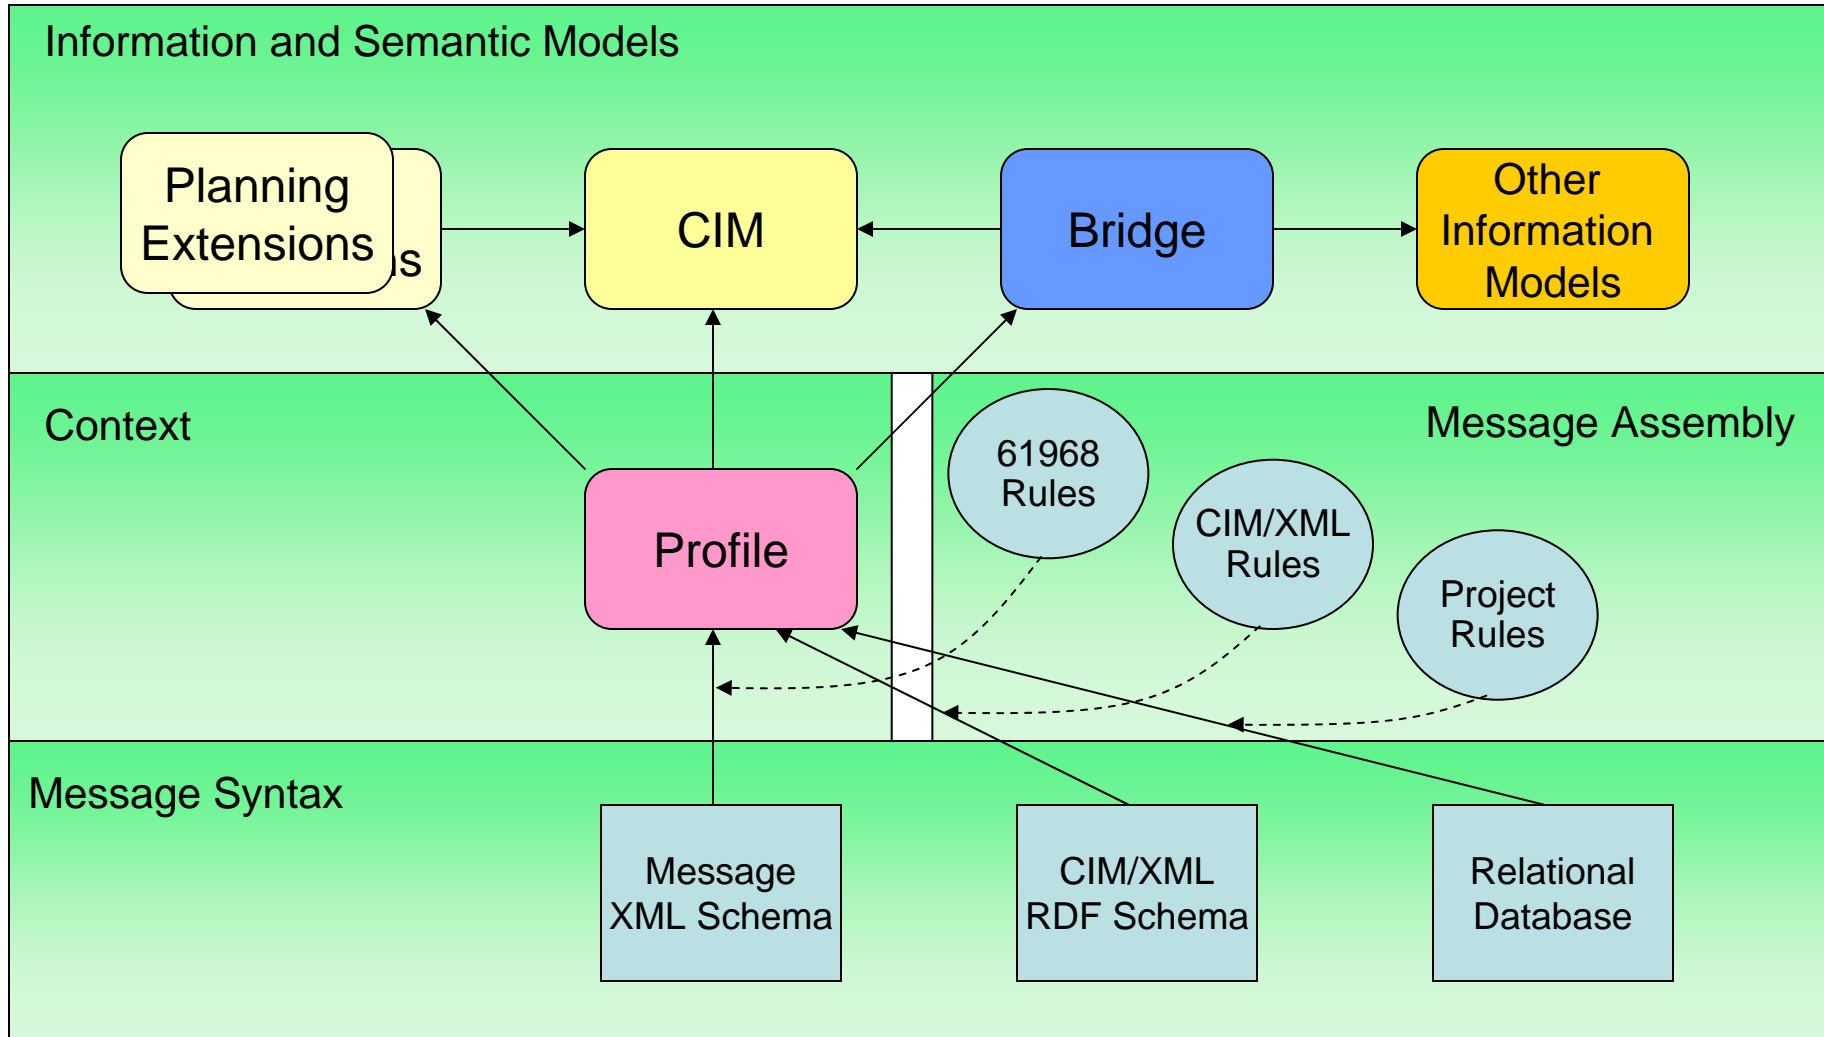 Information and Semantic Models
Planning
Extensions
CIM
Bridge
Other
Information
Models
Context
Message Assembly
61968
Rules
CIM/XML
Rules
Project
Rules
Profile
Message Syntax
Message
XML Schema
CIM/XML
RDF Schema
Relational
Database